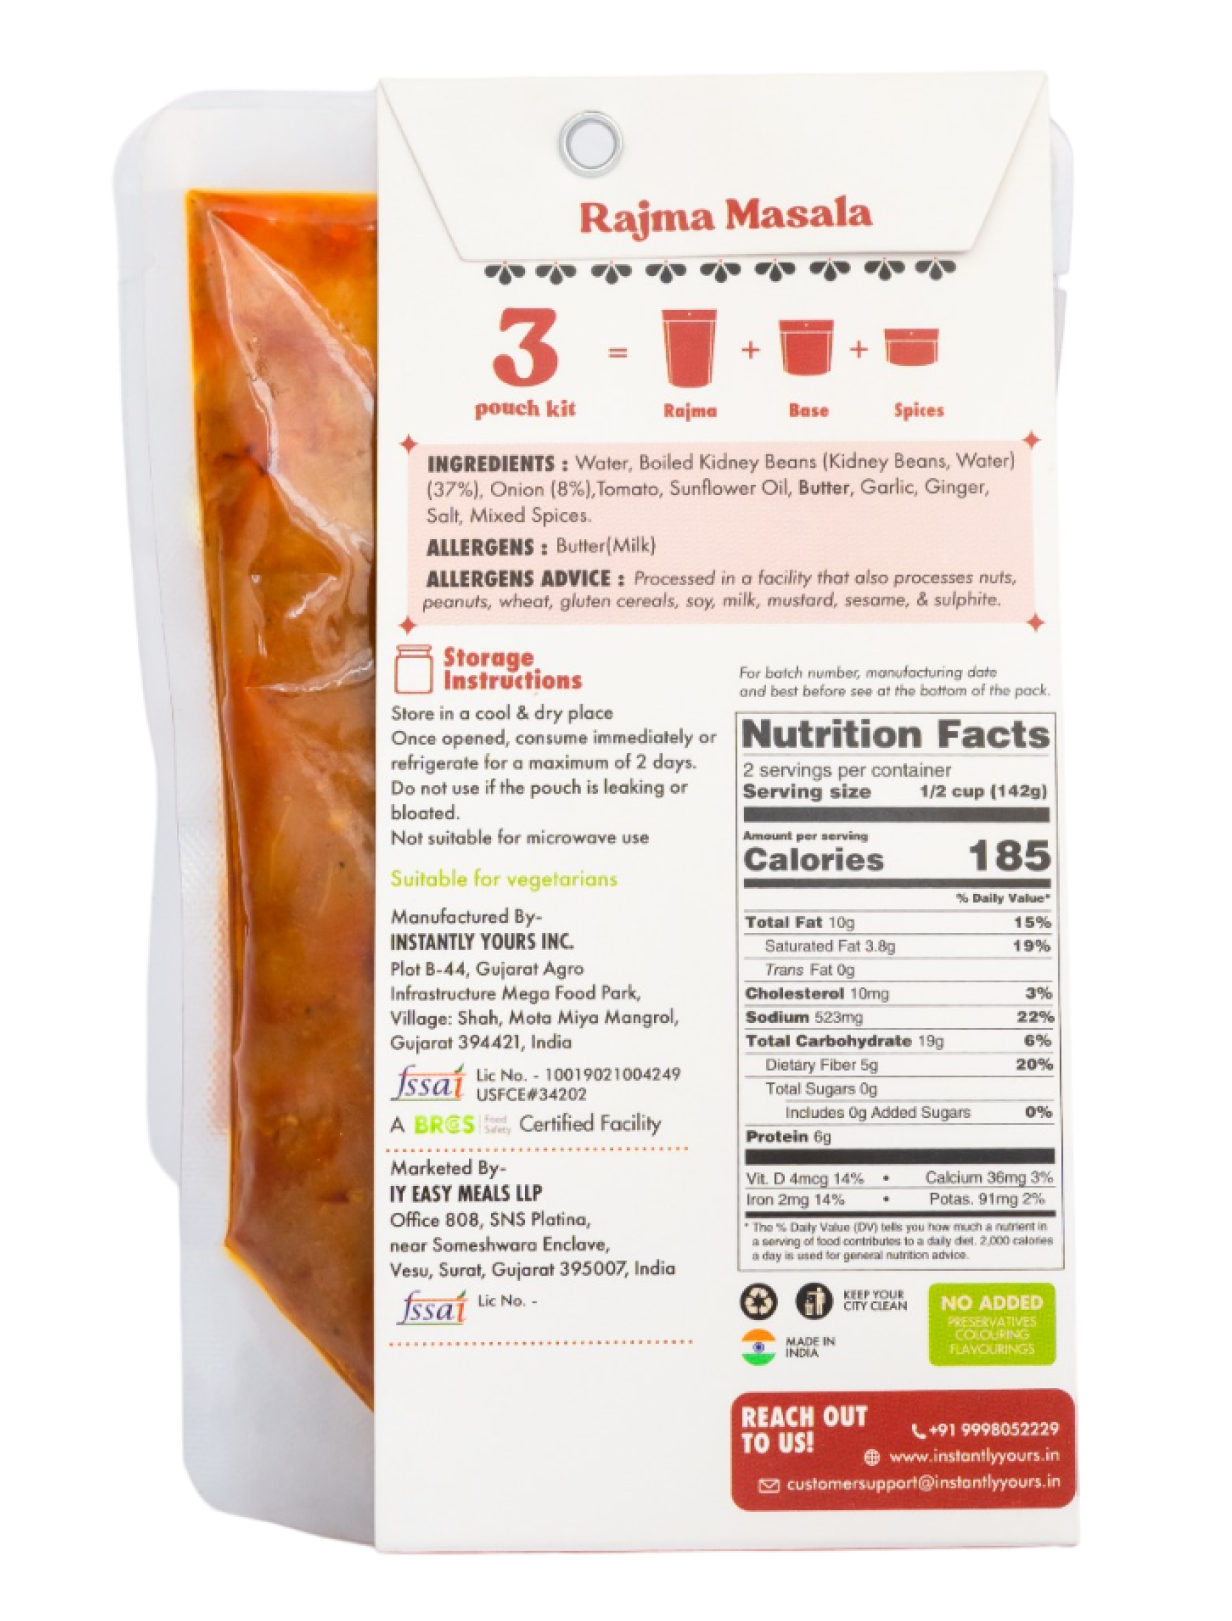 Rajma Masala
3 = + +
pouch kit Rajma Base Spices
INGREDIENTS : Water, Boiled Kidney Beans (Kidney Beans, Water)
(37%), Onion (8%),Tomato, Sunflower Oil, Butter, Garlic, Ginger,
Salt, Mixed Spices.
ALLERGENS : Butter(Milk)
ALLERGENS ADVICE : Processed in a facility that also processes nuts,
peanuts, wheat, gluten cereals, soy, milk, mustard, sesame, & sulphite.
Storage
Instructions
Store in a cool & dry place
Once opened, consume immediately or
refrigerate for a maximum of 2 days.
Do not use if the pouch is leaking or
bloated.
Not suitable for microwave use
Suitable for vegetarians
Manufactured By-
INSTANTLY YOURS INC.
Plot B-44, Gujarat Agro
Infrastructure Mega Food Park,
Village: Shah, Mota Miya Mangrol,
Gujarat 394421, India
fssai Lic No. - 10019021004249
USFCE#34202
A BRCGS Food Safety Certified Facility
Marketed By-
IY EASY MEALS LLP
Office 808, SNS Platina,
near Someshwara Enclave,
Vesu, Surat, Gujarat 395007, India
fssai Lic No. -
For batch number, manufacturing date
and best before see at the bottom of the pack.
Nutrition Facts
2 servings per container
Serving size 1/2 cup (142g)
Amount per serving
Calories 185
% Daily Value*
Total Fat 10g 15%
Saturated Fat 3.8g 19%
Trans Fat 0g
Cholesterol 10mg 3%
Sodium 523mg 22%
Total Carbohydrate 19g 6%
Dietary Fiber 5g 20%
Total Sugars 0g
Includes 0g Added Sugars 0%
Protein 6g
Vit. D 4mcg 14% • Calcium 36mg 3%
Iron 2mg 14% • Potas. 91mg 2%
* The % Daily Value (DV) tells you how much a nutrient in
a serving of food contributes to a daily diet. 2,000 calories
a day is used for general nutrition advice.
KEEP YOUR
CITY CLEAN
MADE IN
INDIA
NO ADDED
PRESERVATIVES
COLOURING
FLAVOURINGS
REACH OUT
TO US!
+91 9998052229
www.instantlyyours.in
customersupport@instantlyyours.in